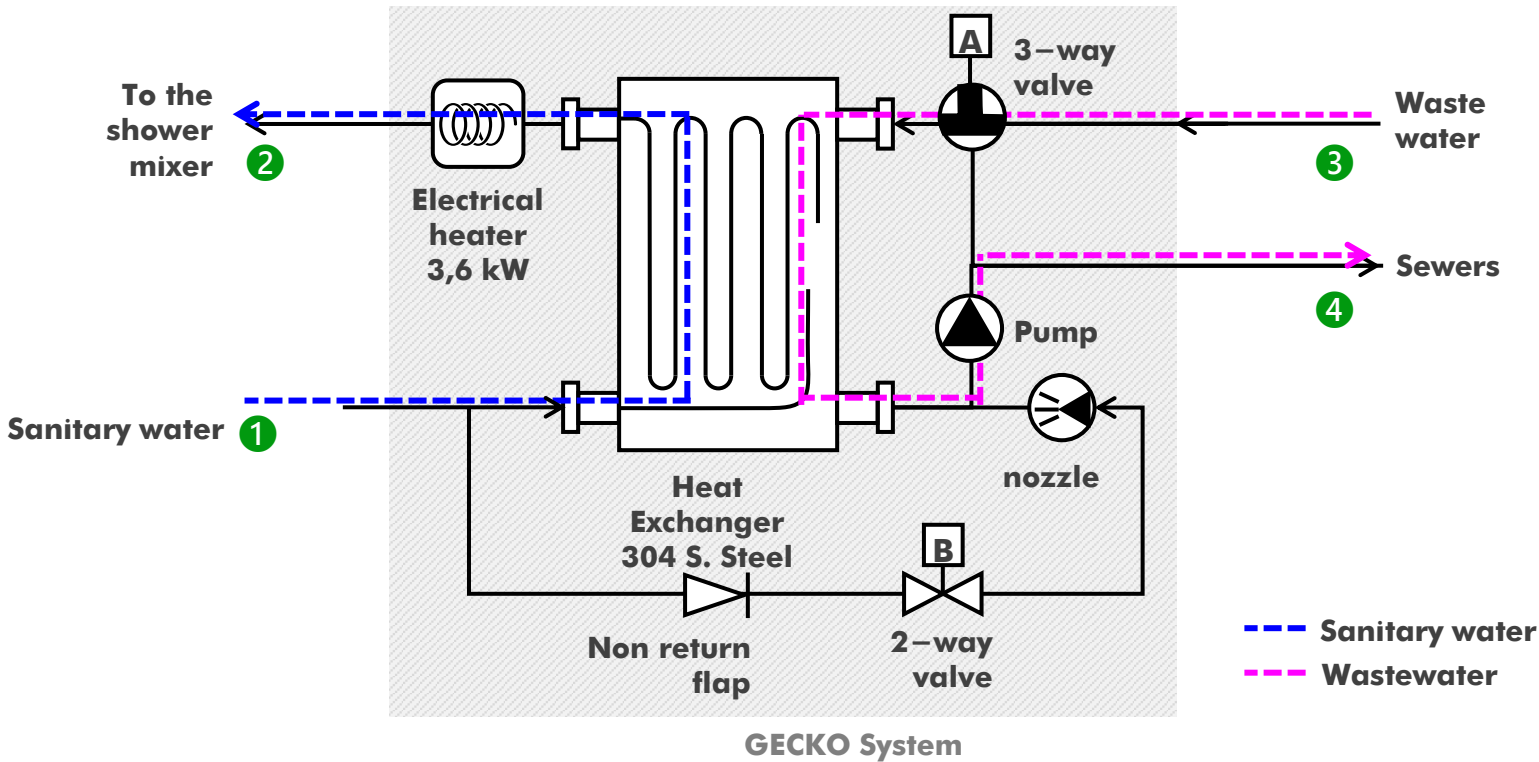 A
3–way
valve
To the
shower
mixer
2
Waste
water
3
Electrical
heater
3,6 kW
Sewers
4
Pump
Sanitary water
1
nozzle
Heat
Exchanger
304 S. Steel
B
Non return
flap
2–way
valve
Sanitary water
Wastewater
GECKO System